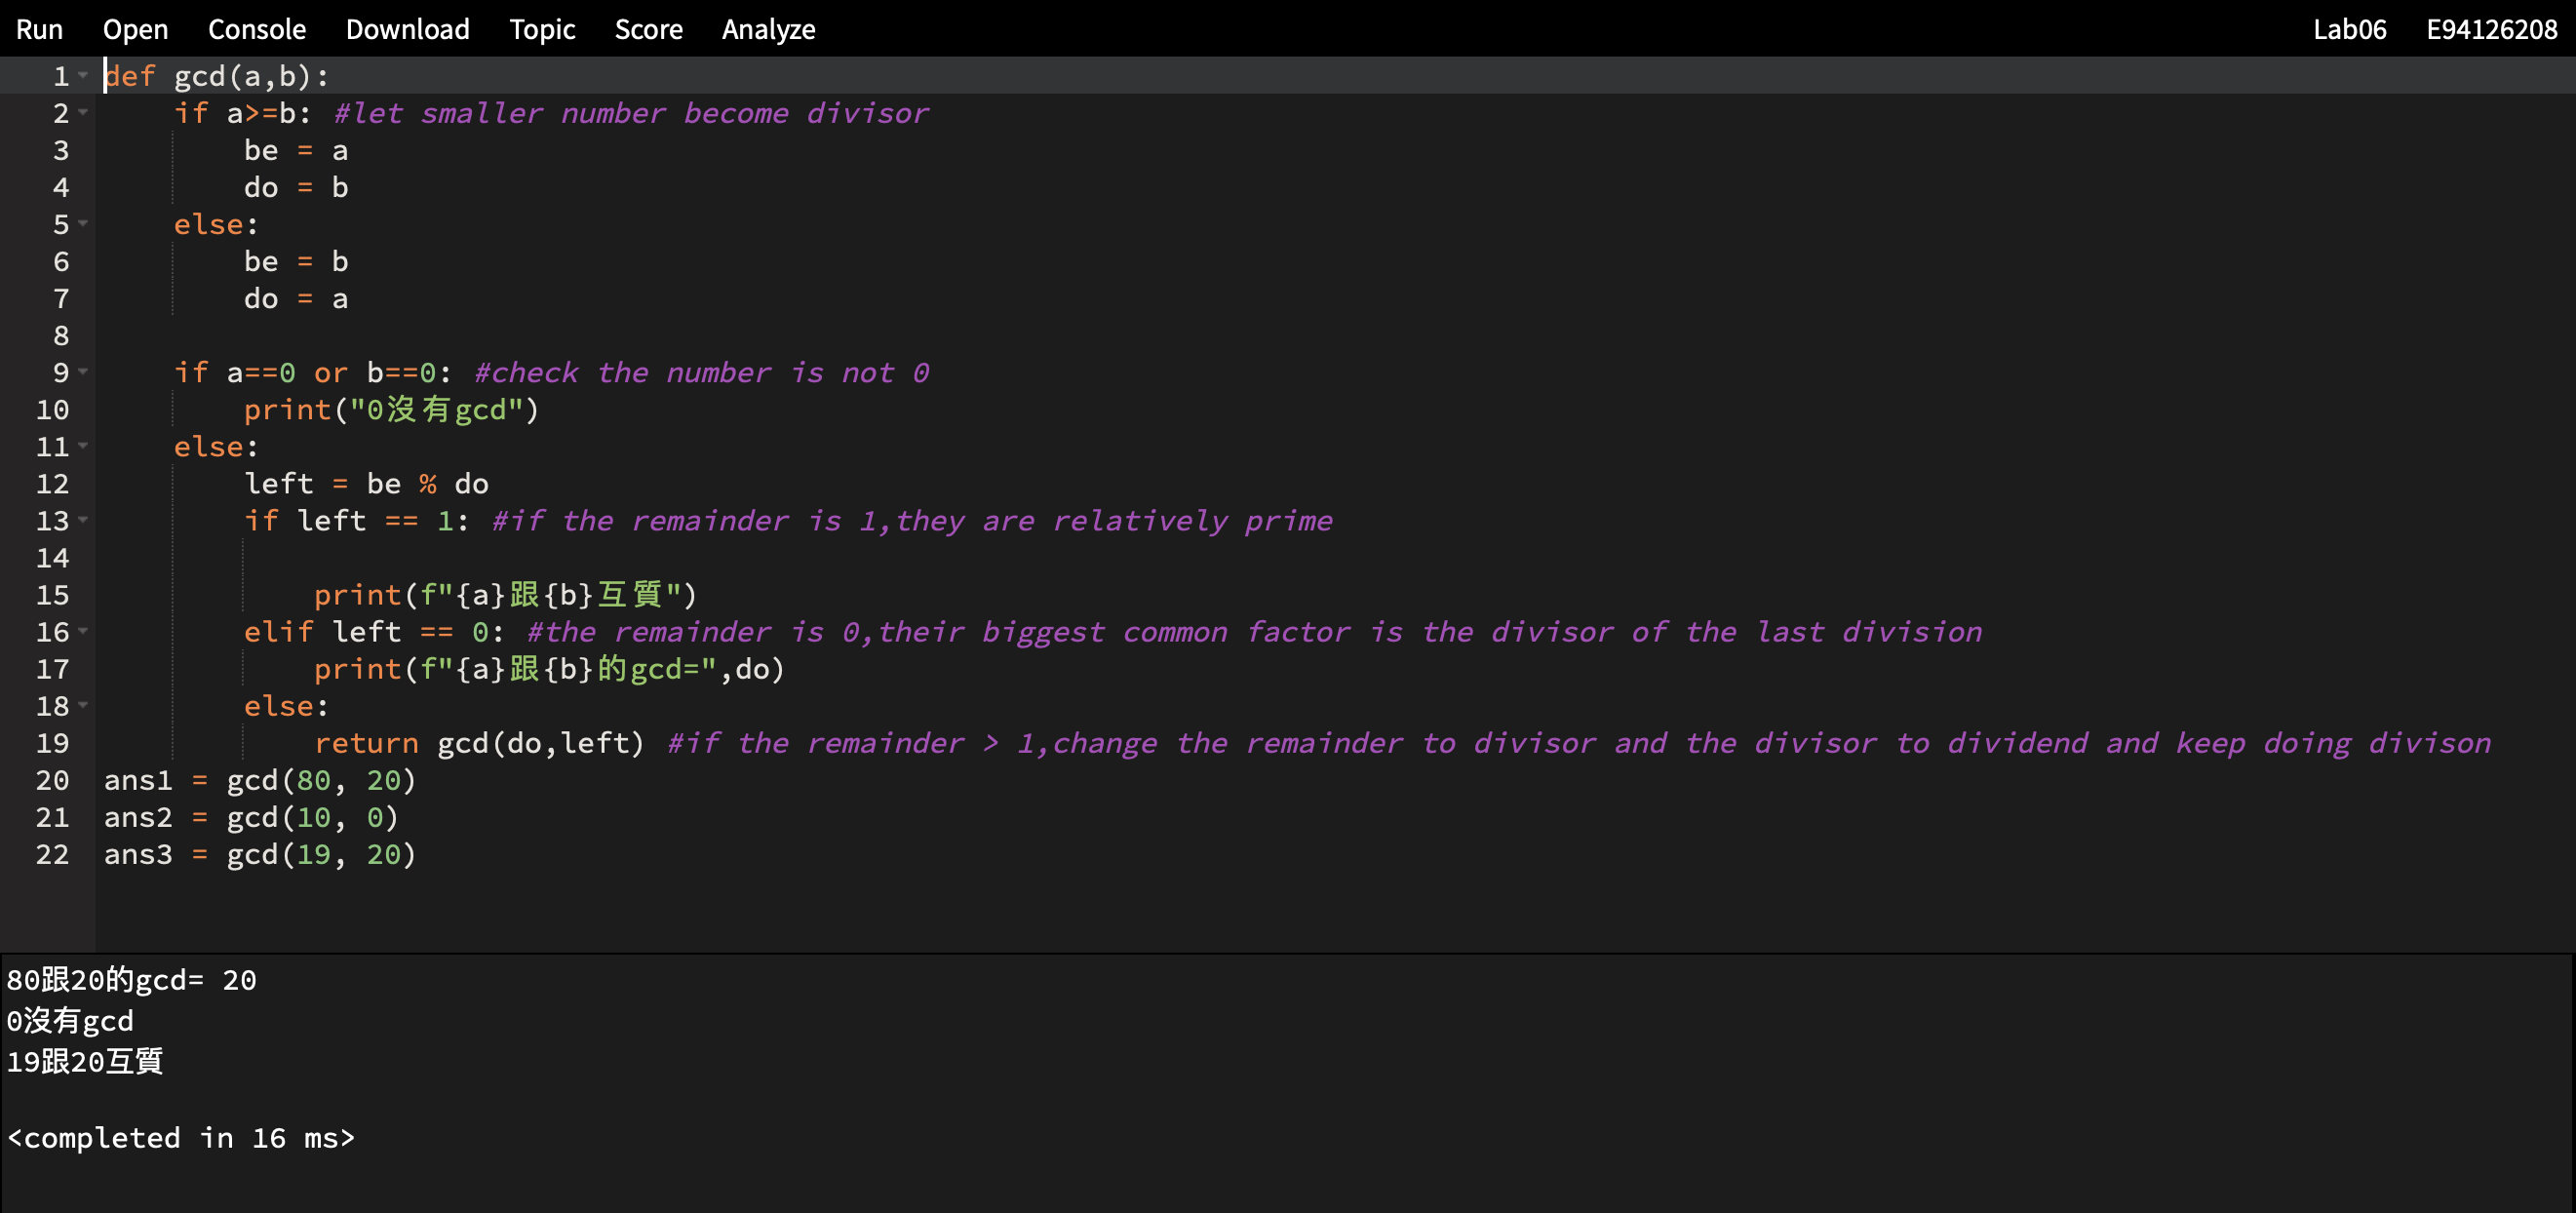 Run Open Console Download Topic Score Analyze Lab06 E94126208
1 def gcd(a,b):
2     if a>=b: #let smaller number become divisor
3         be = a
4         do = b
5     else:
6         be = b
7         do = a
8
9     if a==0 or b==0: #check the number is not 0
10         print("0沒有gcd")
11     else:
12         left = be % do
13         if left == 1: #if the remainder is 1,they are relatively prime
14
15             print(f"{a}跟{b}互質")
16         elif left == 0: #the remainder is 0,their biggest common factor is the divisor of the last division
17             print(f"{a}跟{b}的gcd=",do)
18         else:
19             return gcd(do,left) #if the remainder > 1,change the remainder to divisor and the divisor to dividend and keep doing divison
20 ans1 = gcd(80, 20)
21 ans2 = gcd(10, 0)
22 ans3 = gcd(19, 20)
80跟20的gcd= 20
0沒有gcd
19跟20互質
<completed in 16 ms>